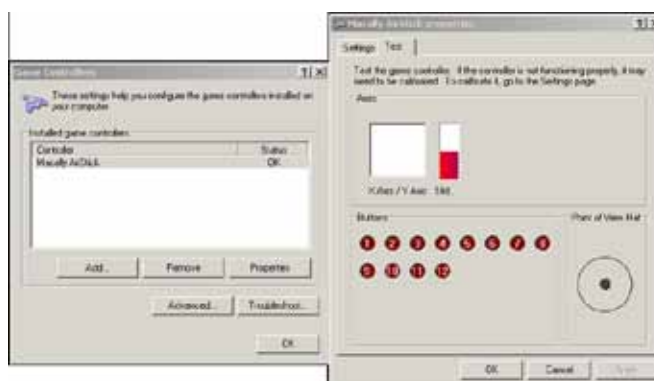 Game Controllers
These settings help you configure the game controllers installed on
your computer.
Installed game controllers
Controller Status
Macally AirStick OK
Add... Remove Properties
Advanced... Troubleshoot...
OK
Macally AirStick properties
Settings Test
Test the game controller. If the controller is not functioning properly, it may
need to be calibrated. To calibrate it, go to the Settings page.
Axes
X Axis / Y Axis
Buttons
Point of View Hat
1 2 3 4 5 6 7 8
9 10 11 12
OK Cancel Apply